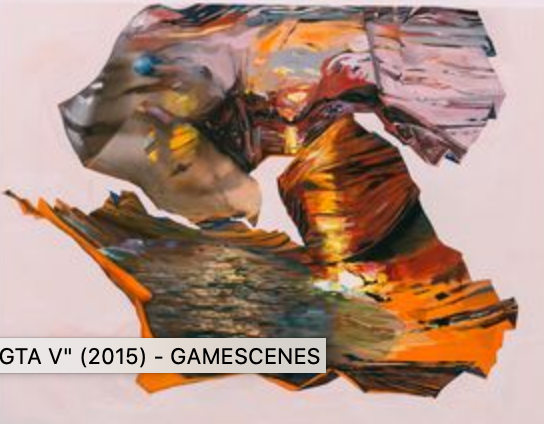 GTA V" (2015) - GAMESCENES